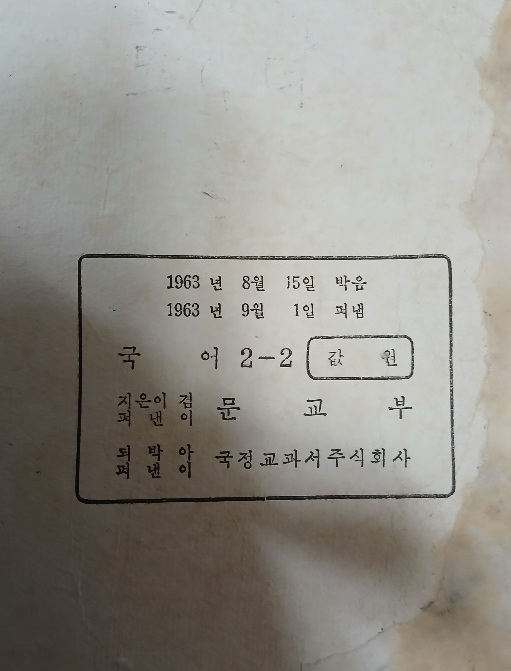 1963 년 8월 15일 박음
1963 년 9월 1일 펴냄
국 어 2-2 값 원
지은이 겸
펴 낸 이 문 교 부
되 박 아
펴 낸 이 국정교과서주식회사